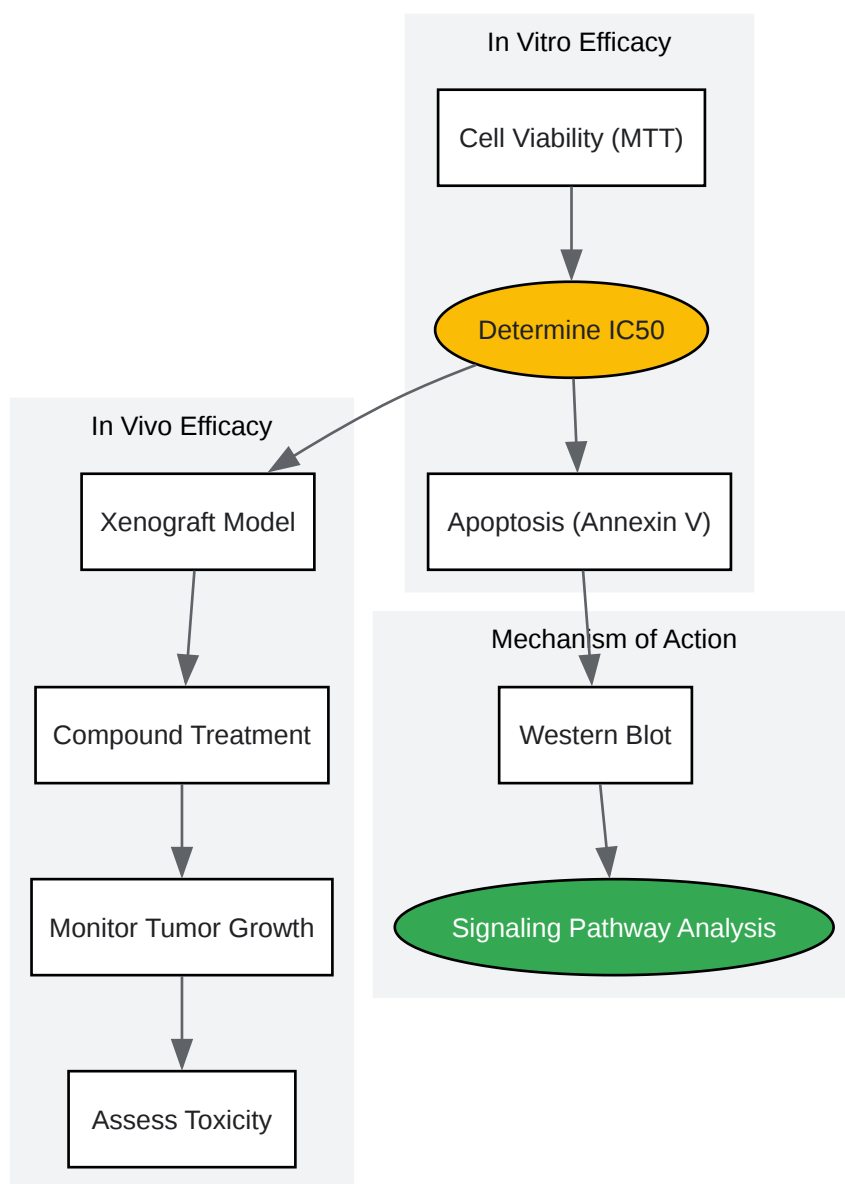 In Vitro Efficacy
Cell Viability (MTT)
Determine IC50
Apoptosis (Annexin V)
In Vivo Efficacy
Xenograft Model
Compound Treatment
Monitor Tumor Growth
Assess Toxicity
Mechanism of Action
Western Blot
Signaling Pathway Analysis